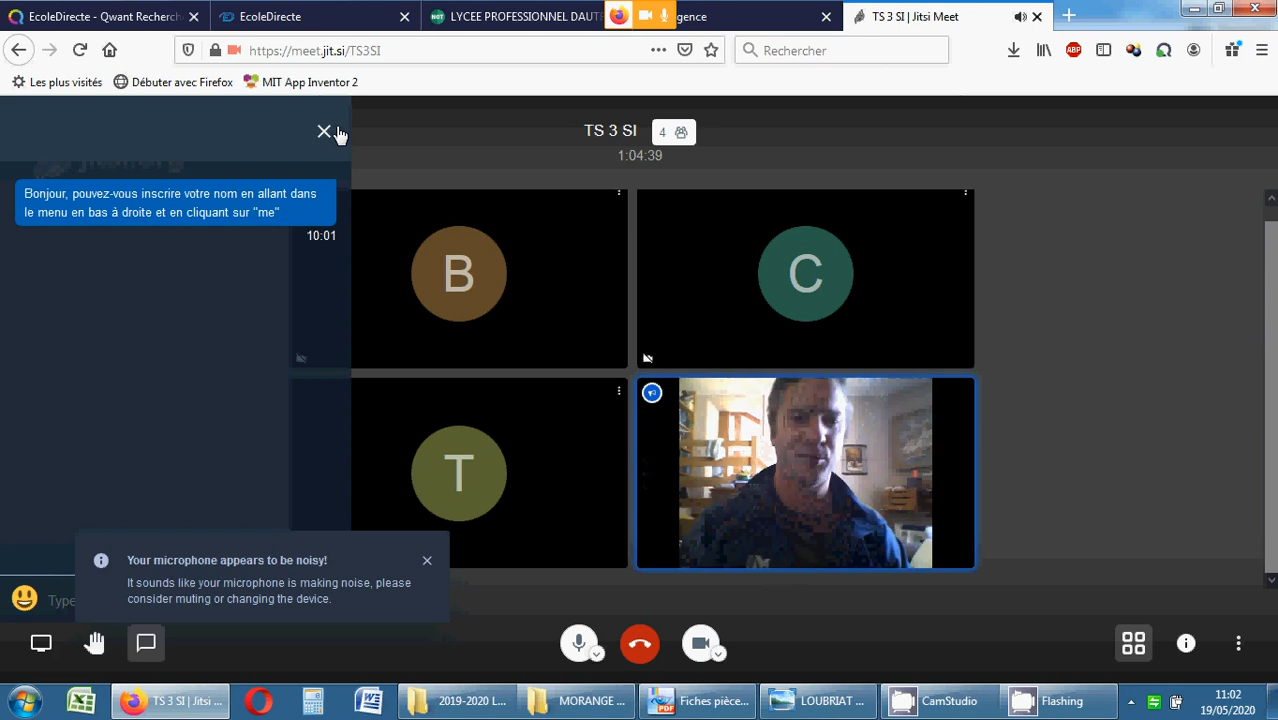 EcoleDirecte - Qwant Recherch
EcoleDirecte
LYCEE PROFESSIONNEL DAUT
gence
TS 3 SI | Jitsi Meet
https://meet.jit.si/TS3SI
Rechercher
ABP
Les plus visités
Débuter avec Firefox
MIT App Inventor 2
TS 3 SI
4
1:04:39
Bonjour, pouvez-vous inscrire votre nom en allant dans
le menu en bas à droite et en cliquant sur "me"
10:01
B
C
T
Your microphone appears to be noisy!
It sounds like your microphone is making noise, please
consider muting or changing the device.
Type
TS 3 SI | Jitsi ...
2019-2020 L...
MORANGE ...
PDF
Fiches pièce...
LOUBRIAT ...
CamStudio
Flashing
11:02
19/05/2020